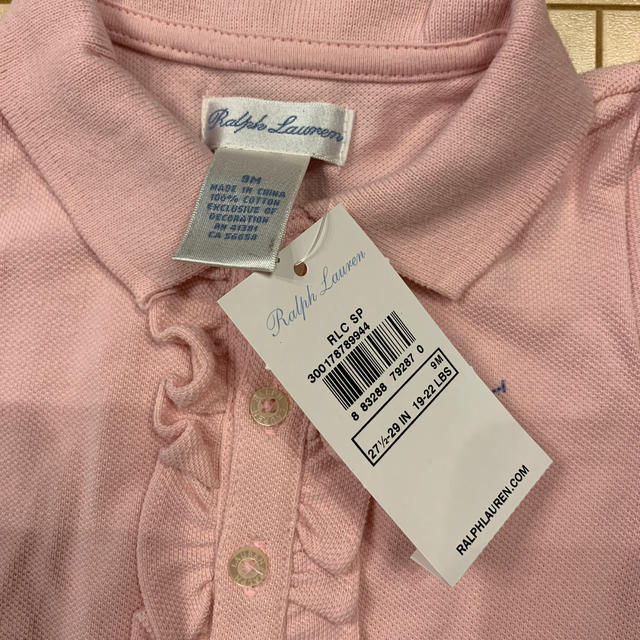 Ralph Lauren
9M
MADE IN CHINA
100% COTTON
EXCLUSIVE OF
DECORATION
RN 41381
CA 56658
Ralph Lauren
RLC SP
300178789944
8 83288 79287 0
9M
27½-29 IN 19-22 LBS
RALPHLAUREN.COM